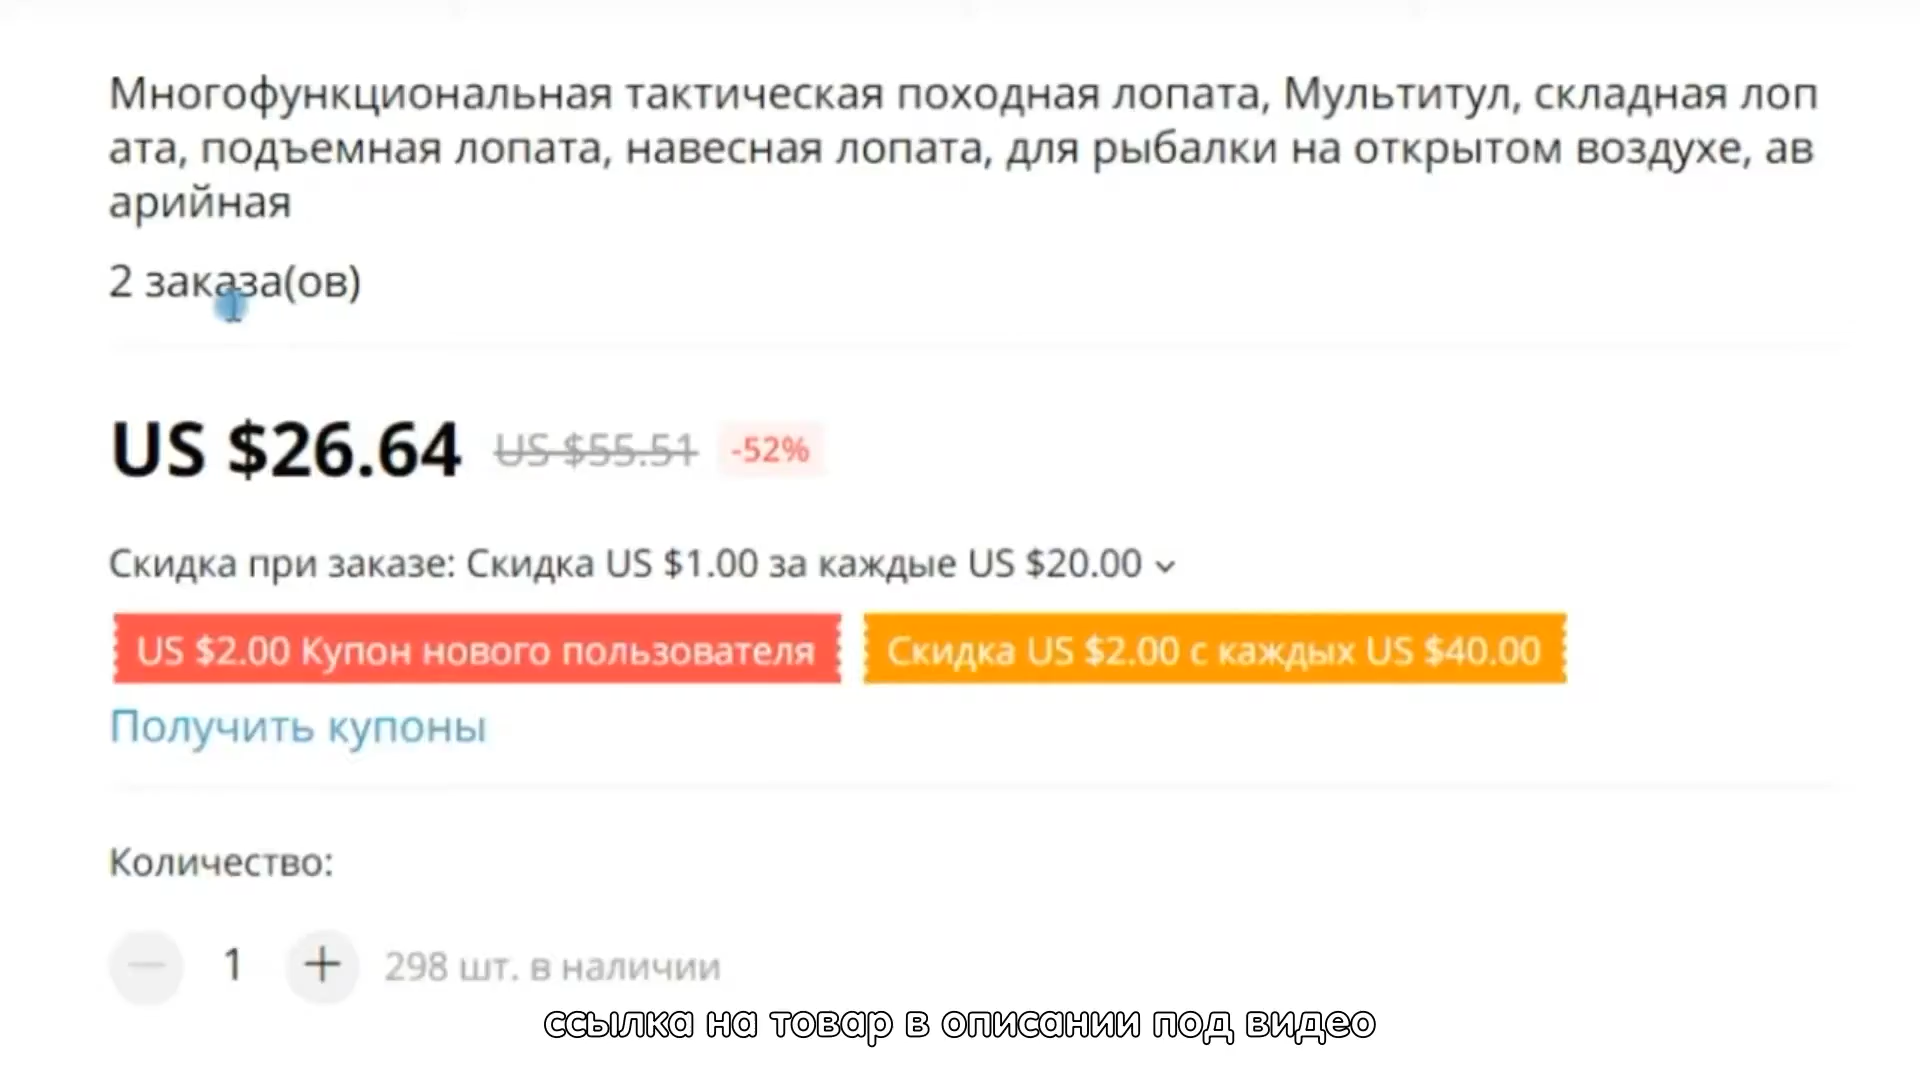 Многофункциональная тактическая походная лопата, Мультитул, складная лоп
ата, подъемная лопата, навесная лопата, для рыбалки на открытом воздухе, ав
арийная
2 заказа(ов)
US $26.64 US $55.51 -52%
Скидка при заказе: Скидка US $1.00 за каждые US $20.00
US $2.00 Купон нового пользователя Скидка US $2.00 с каждых US $40.00
Получить купоны
Количество:
1 298 шт. в наличии
ссылка на товар в описании под видео